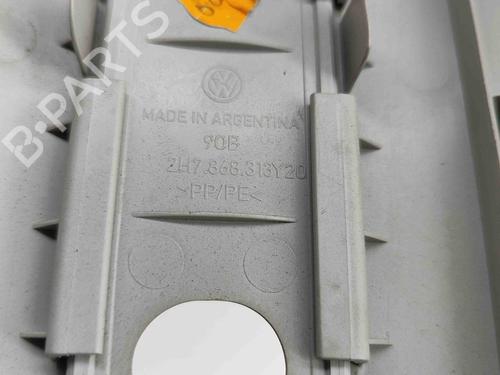 B-PARTS
MADE IN ARGENTINA
90B
2H7.868.313Y20
>PP/PE<